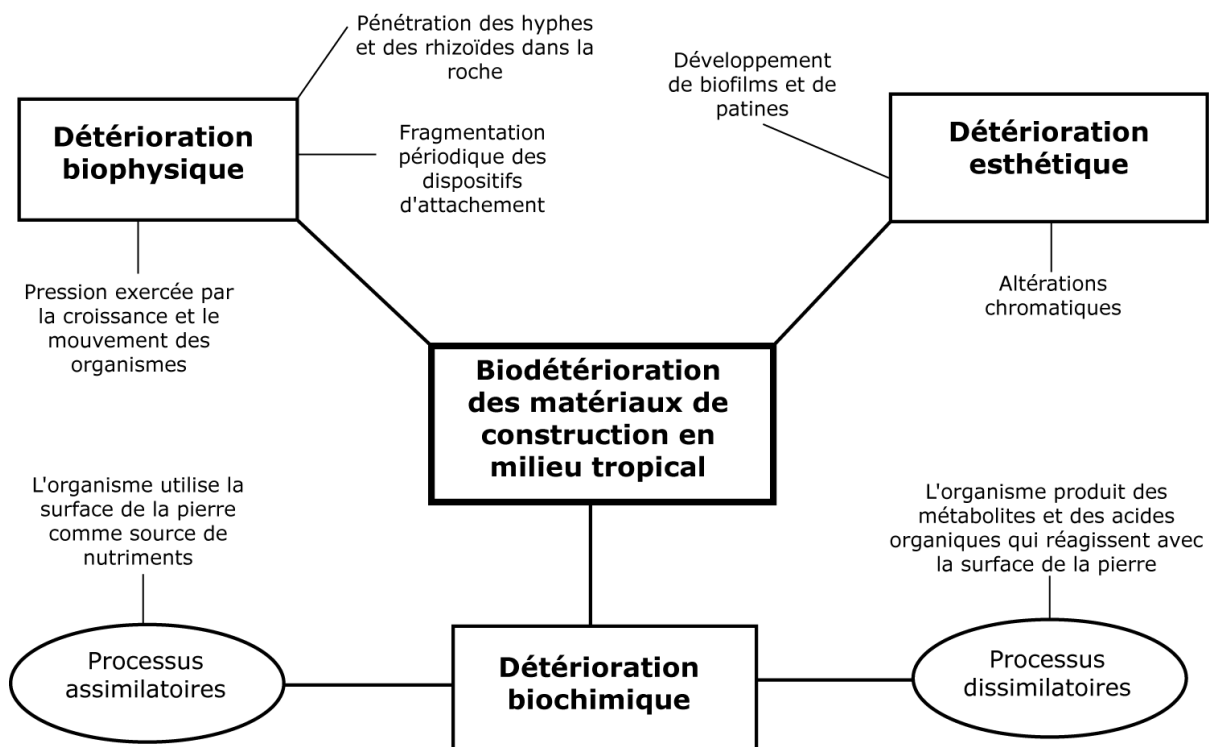 Pénétration des hyphes
et des rhizoïdes dans la
roche
Développement
de biofilms et de
patines
Détérioration
biophysique
Fragmentation
périodique des
dispositifs
d'attachement
Détérioration
esthétique
Pression exercée par
la croissance et le
mouvement des
organismes
Altérations
chromatiques
Biodétérioration
des matériaux de
construction en
milieu tropical
L'organisme utilise la
surface de la pierre
comme source de
nutriments
L'organisme produit des
métabolites et des acides
organiques qui réagissent avec
la surface de la pierre
Processus
assimilatoires
Détérioration
biochimique
Processus
dissimilatoires